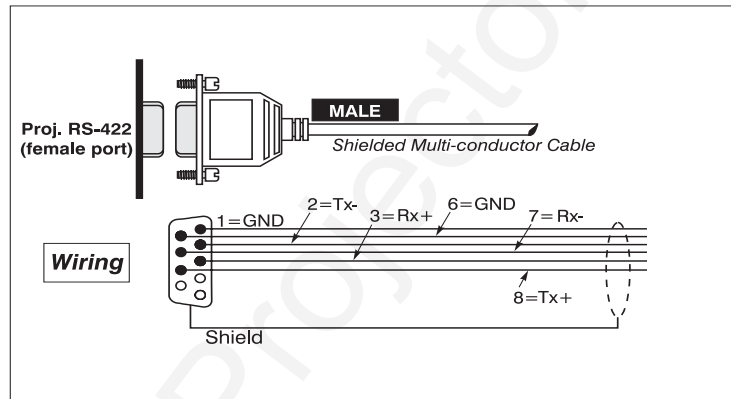 MALE
Proj. RS-422
(female port)
Shielded Multi-conductor Cable
1=GND
2=Tx-
3=Rx+
6=GND
7=Rx-
Wiring
8=Tx+
Shield
Projector